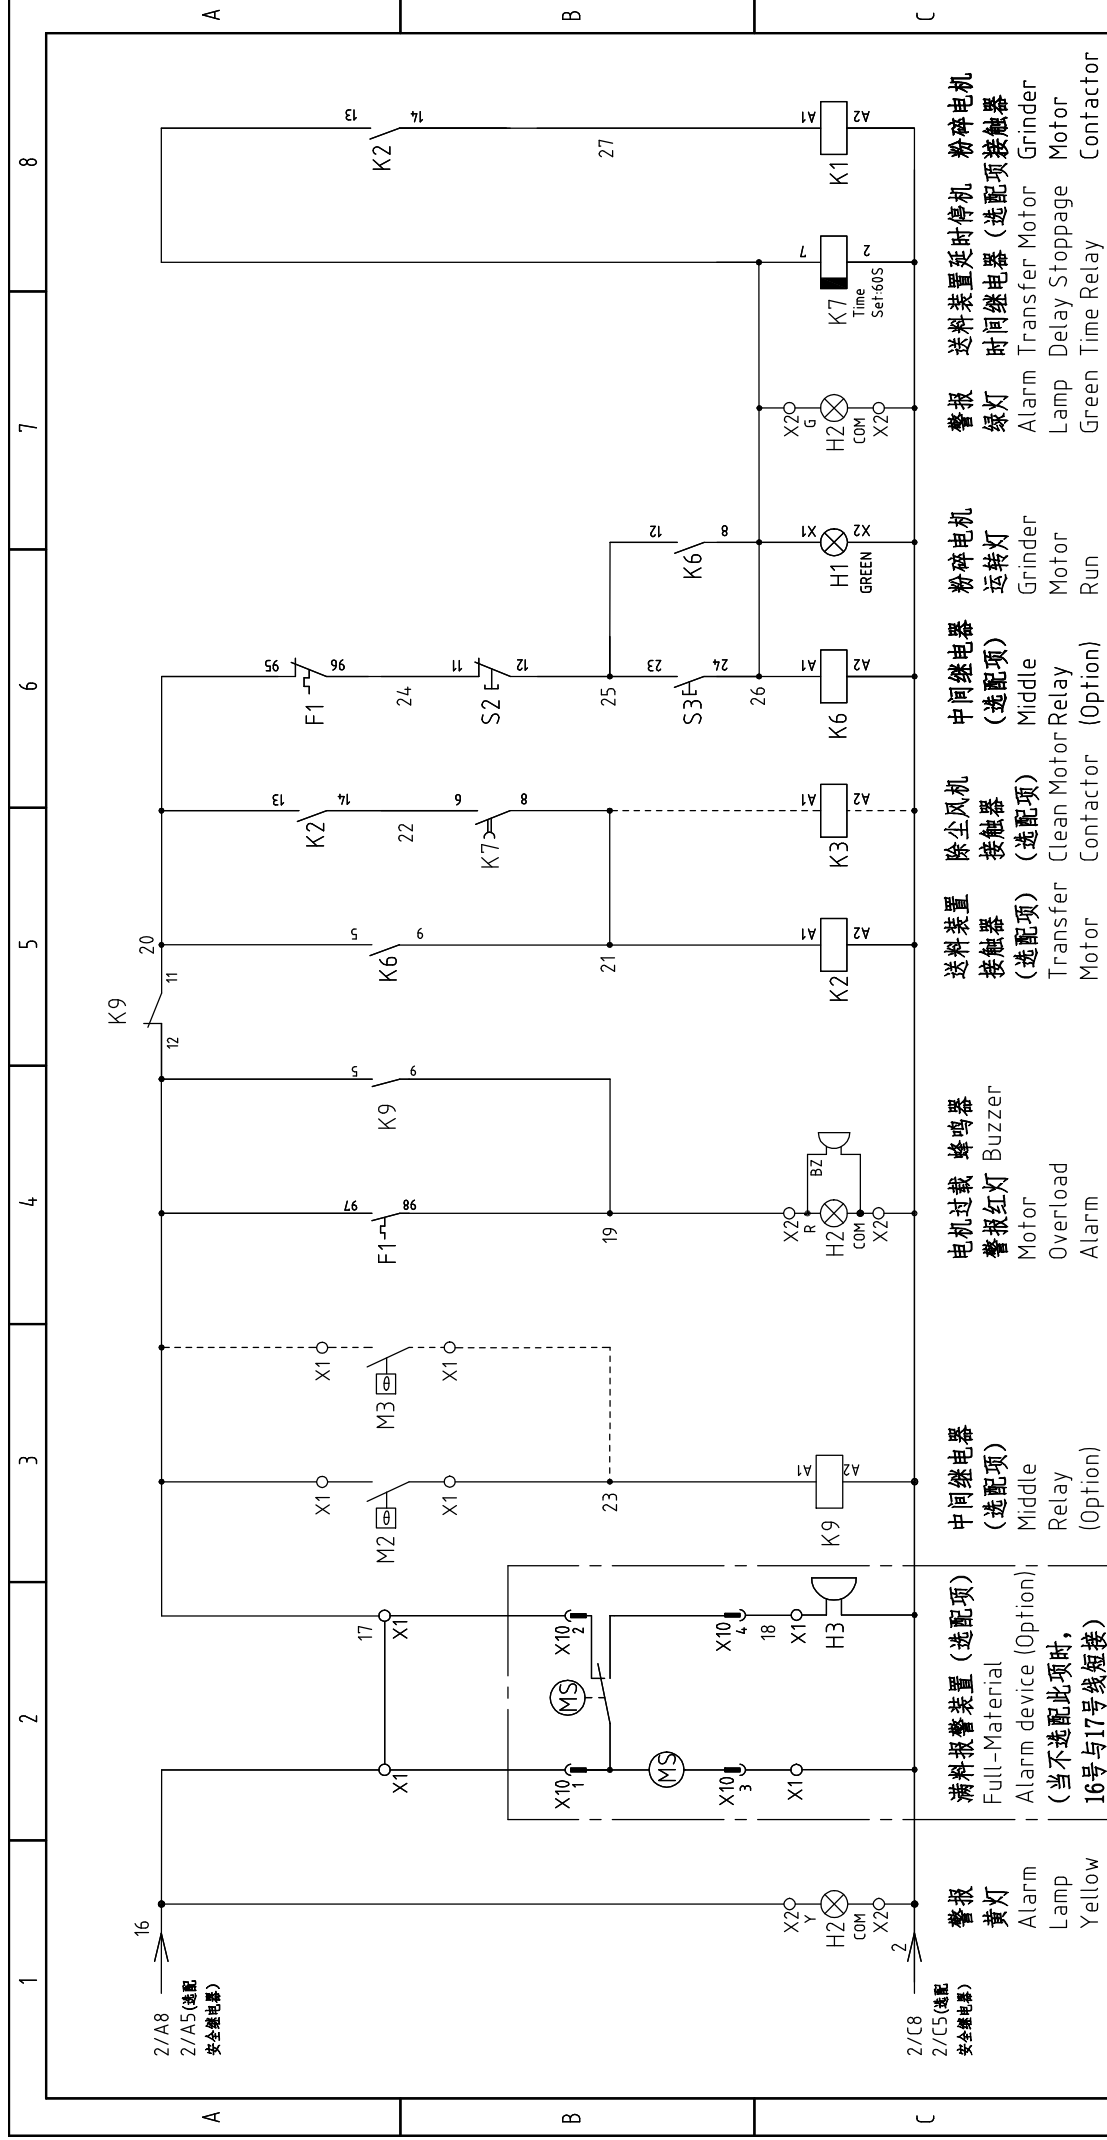 1
2
3
4
5
6
7
8
A
B
C
A
B
C
2/A8
2/A5(选配
安全继电器)
16
2/C8
2/C5(选配
安全继电器)
2
X2
Y
H2
COM
X2
X1
17
X1
X10
1
X10
2
MS
MS
X10
3
X10
4
18
X1
X1
H3
X1
M2
θ
X1
X1
M3
θ
X1
23
K9
A1
A2
F1
97
98
19
X2
R
H2
COM
X2
BZ
K9
5
9
K9
12
11
20
K6
5
9
21
K2
A1
A2
K2
13
14
22
K7
6
8
K3
A1
A2
F1
95
96
24
S2
11
12
25
S3
23
24
26
K6
A1
A2
K6
12
8
H1
GREEN
X1
X2
X2
G
H2
COM
X2
K7
Time
Set:60S
7
2
K2
13
14
27
K1
A1
A2
警报
黄灯
Alarm
Lamp
Yellow
满料报警装置(选配项)
Full-Material
Alarm device (Option)
(当不选配此项时,
16号与17号线短接)
中间继电器
(选配项)
Middle
Relay
(Option)
电机过载
警报红灯
Motor
Overload
Alarm
蜂鸣器
Buzzer
送料装置
接触器
(选配项)
Transfer
Motor
除尘风机
接触器
(选配项)
Clean Motor
Contactor
中间继电器
(选配项)
Middle
Relay
(Option)
粉碎电机
运转灯
Grinder
Motor
Run
警报
绿灯
Alarm
Lamp
Green
送料装置延时停机
时间继电器(选配项)
Transfer Motor
Delay Stoppage
Time Relay
粉碎电机
接触器
Grinder
Motor
Contactor